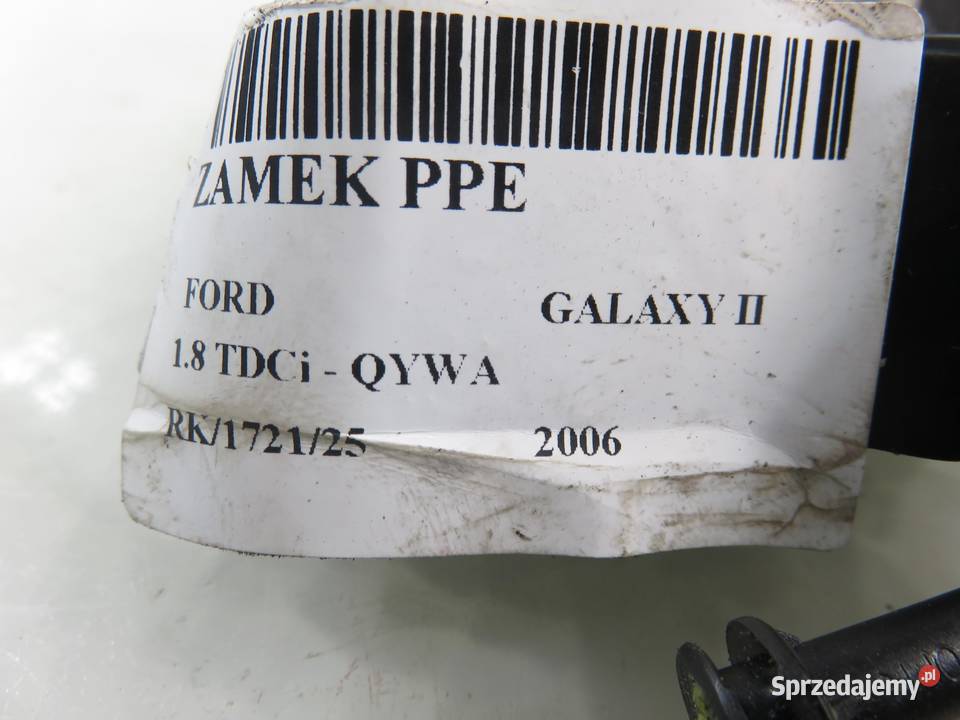 ZAMEK PPE
FORD GALAXY II
1.8 TDCi - QYWA
RK/1721/25 2006
Sprzedajemy.pl